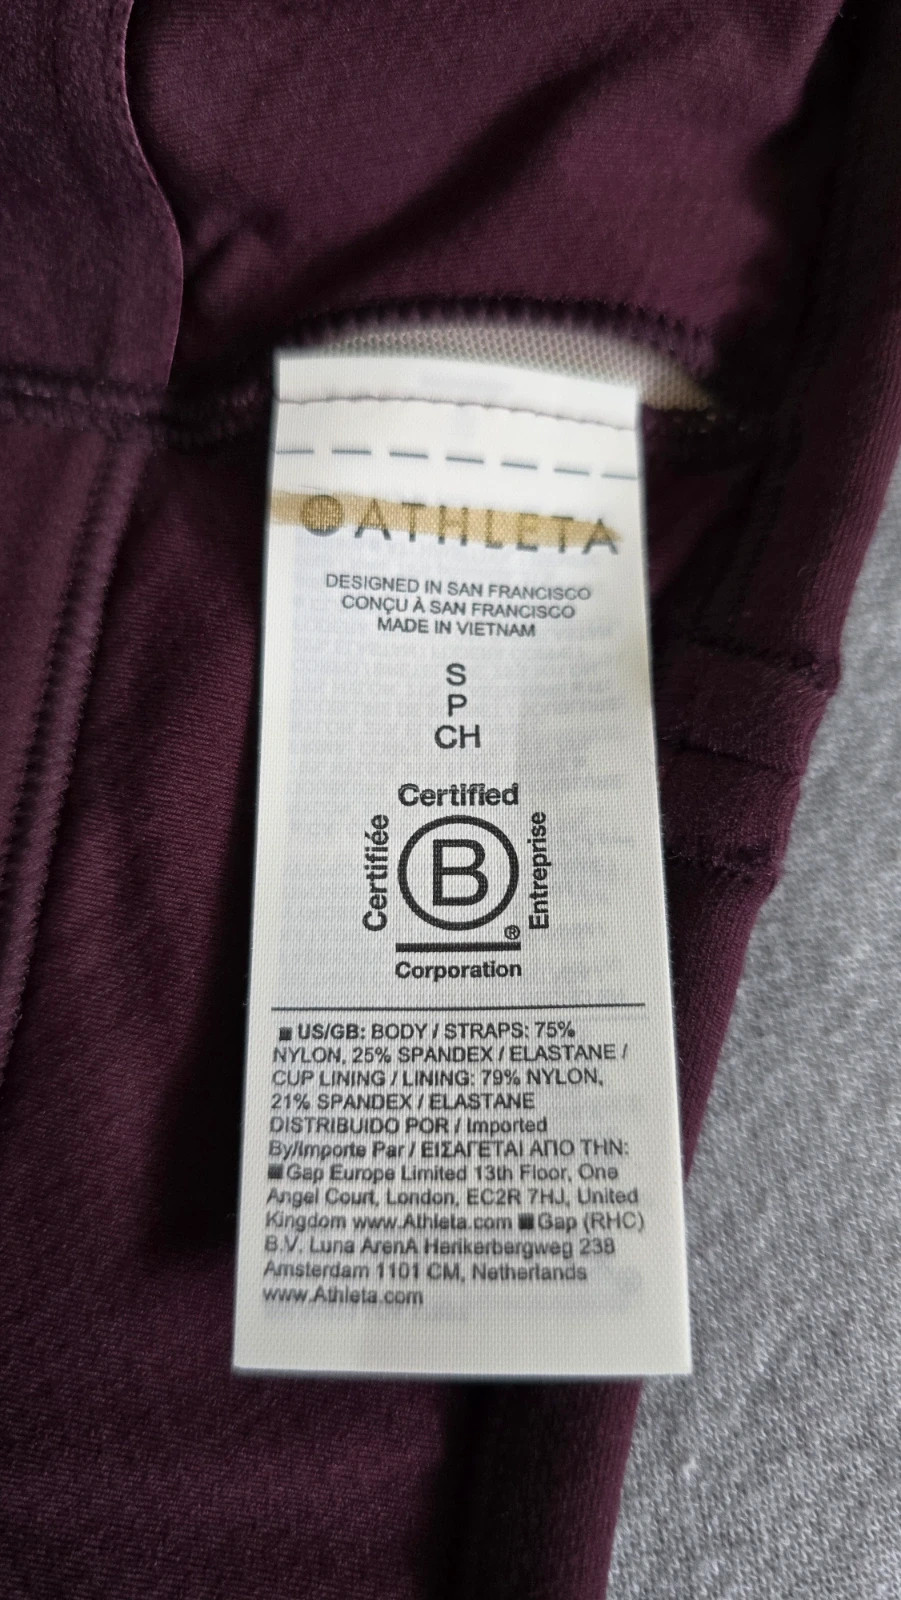 ATHLETA
DESIGNED IN SAN FRANCISCO
CONÇU À SAN FRANCISCO
MADE IN VIETNAM
S
P
CH
Certified
Certifiée
B
Entreprise
®
Corporation
■ US/GB: BODY / STRAPS: 75%
NYLON, 25% SPANDEX / ELASTANE /
CUP LINING / LINING: 79% NYLON,
21% SPANDEX / ELASTANE
DISTRIBUIDO POR / Imported
By/Importe Par / ΕΙΣΑΓΕΤΑΙ ΑΠΟ ΤΗΝ:
■ Gap Europe Limited 13th Floor, One
Angel Court, London, EC2R 7HJ, United
Kingdom www.Athleta.com ■ Gap (RHC)
B.V. Luna ArenA Herikerbergweg 238
Amsterdam 1101 CM, Netherlands
www.Athleta.com